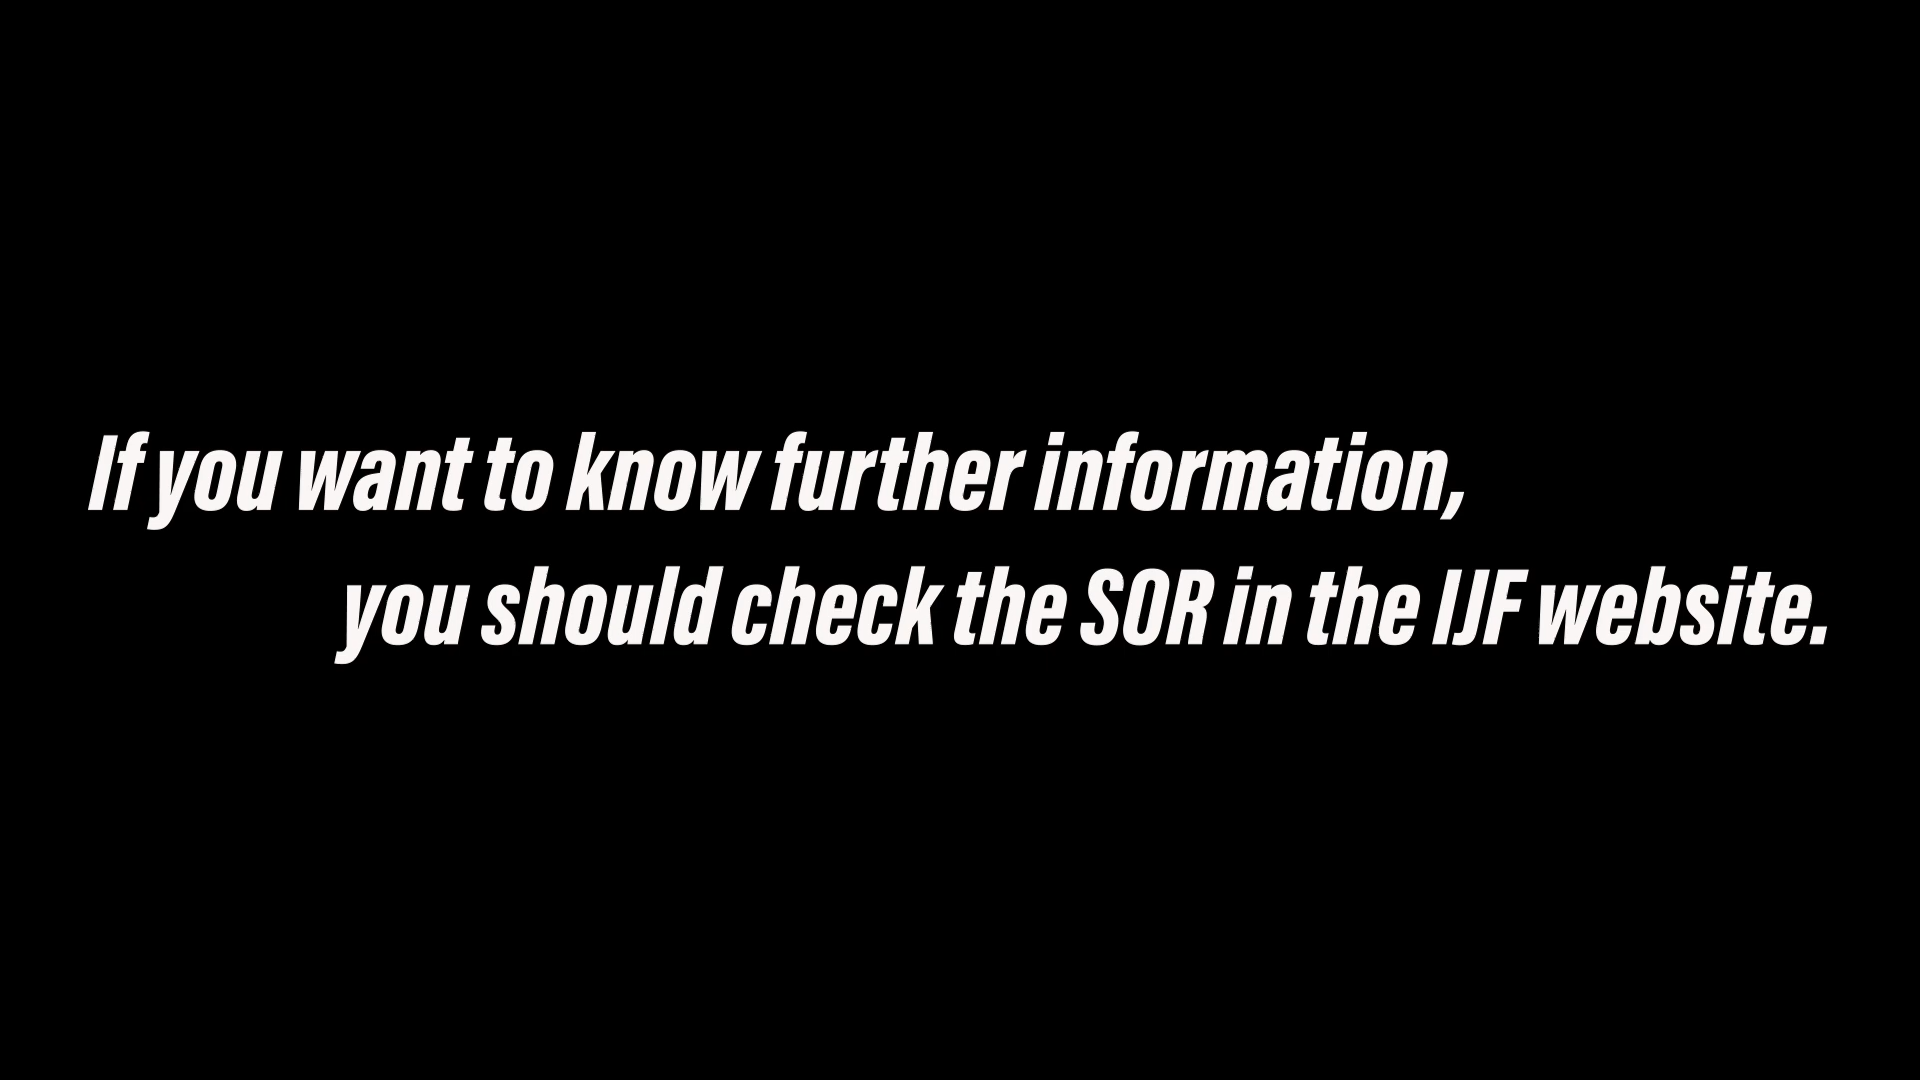 If you want to know further information,
you should check the SOR in the IJF website.